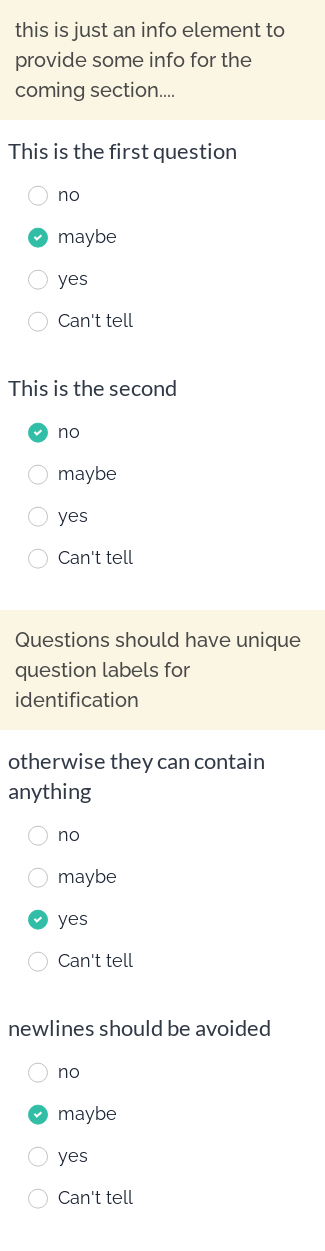 this is just an info element to
provide some info for the
coming section....
This is the first question
no
maybe
yes
Can't tell
This is the second
no
maybe
yes
Can't tell
Questions should have unique
question labels for
identification
otherwise they can contain
anything
no
maybe
yes
Can't tell
newlines should be avoided
no
maybe
yes
Can't tell